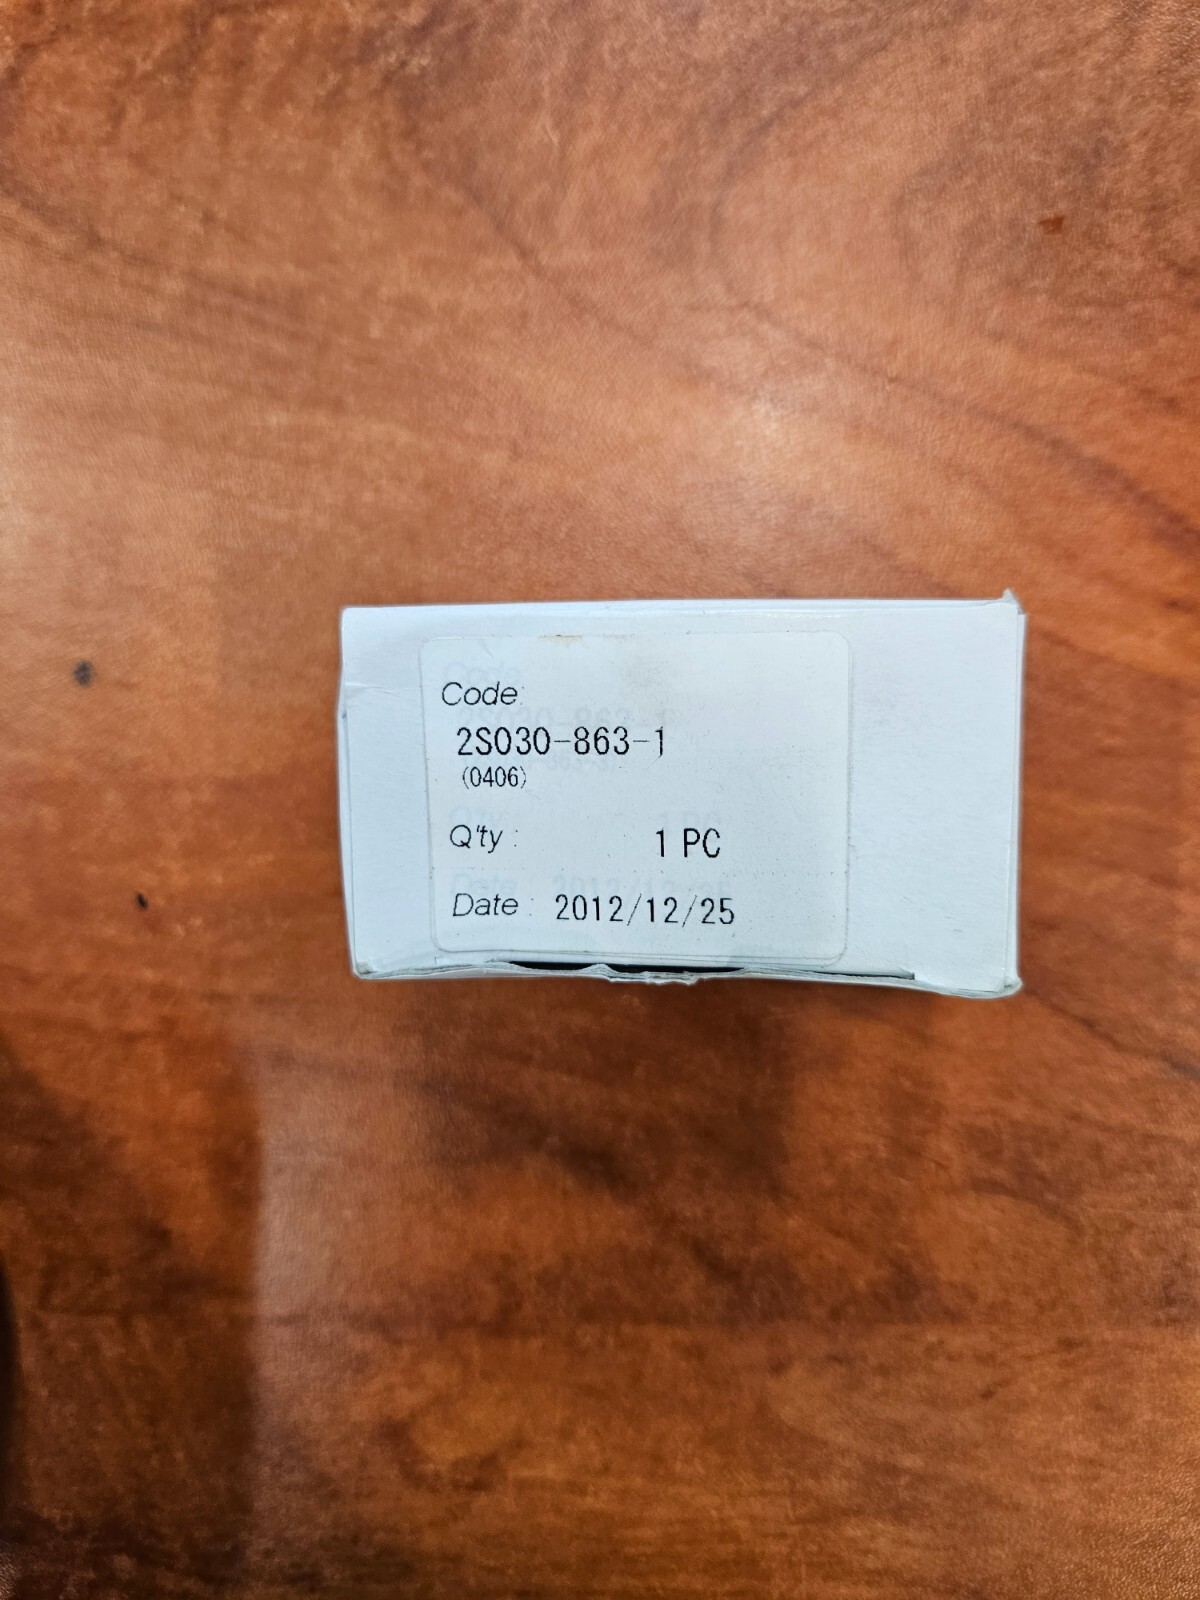 Code:
2S030-863-1
(0406)
Q'ty : 1 PC
Date : 2012/12/25